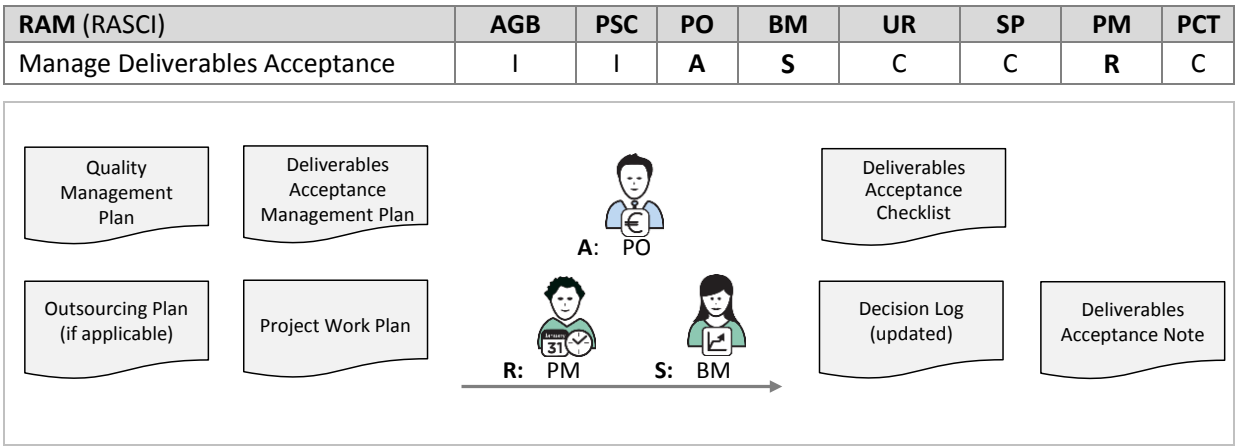 RAM (RASCI) AGB PSC PO BM UR SP PM PCT
Manage Deliverables Acceptance I I A S C C R C
Quality
Management
Plan
Deliverables
Acceptance
Management Plan
€
A: PO
Deliverables
Acceptance
Checklist
Outsourcing Plan
(if applicable)
Project Work Plan
January
31
R: PM
S: BM
Decision Log
(updated)
Deliverables
Acceptance Note